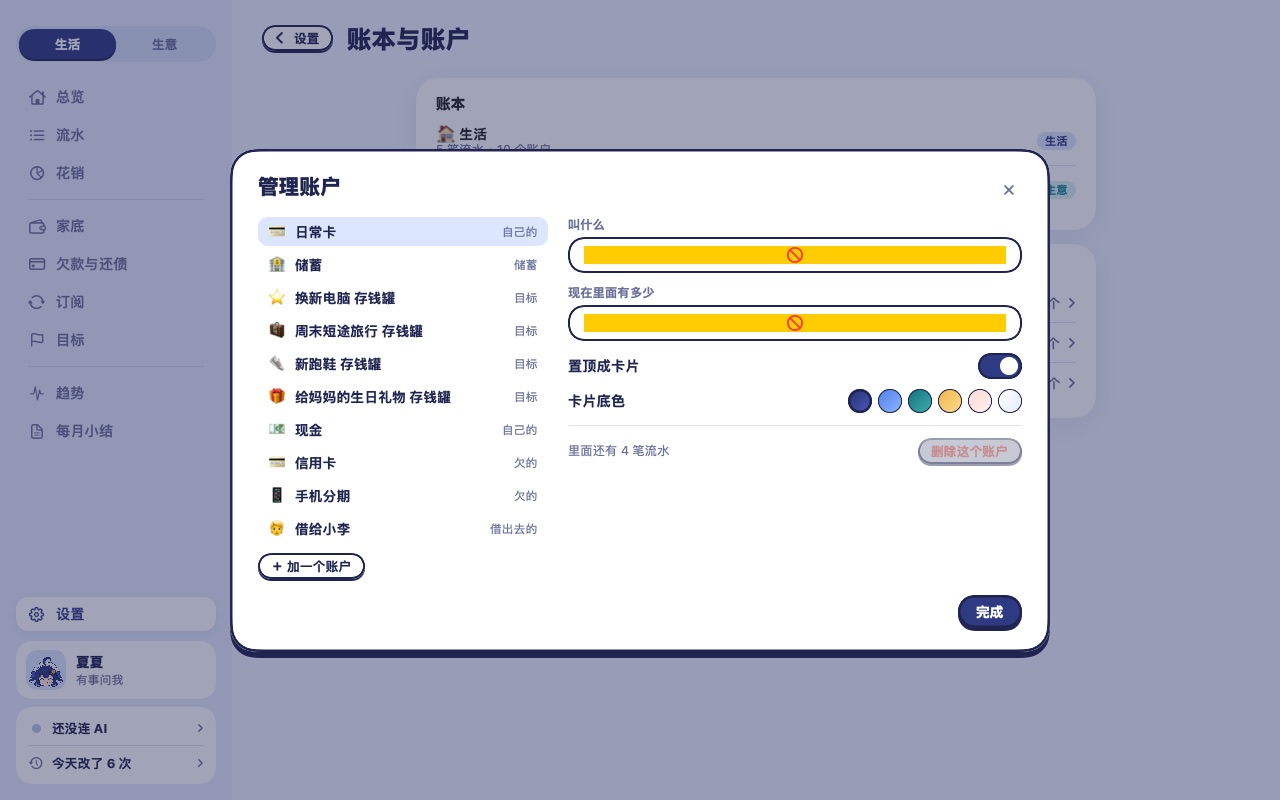 生活
生意
总览
流水
花销
家底
欠款与还债
订阅
目标
趋势
每月小结
设置
夏夏
有事问我
还没连 AI
今天改了 6 次
设置
账本与账户
账本
生活
生活
管理账户
日常卡 自己的
储蓄 储蓄
换新电脑 存钱罐 目标
周末短途旅行 存钱罐 目标
新跑鞋 存钱罐 目标
给妈妈的生日礼物 存钱罐 目标
现金 自己的
信用卡 欠的
手机分期 欠的
借给小李 借出去的
+ 加一个账户
叫什么
现在里面有多少
置顶成卡片
卡片底色
里面还有 4 笔流水
删除这个账户
完成